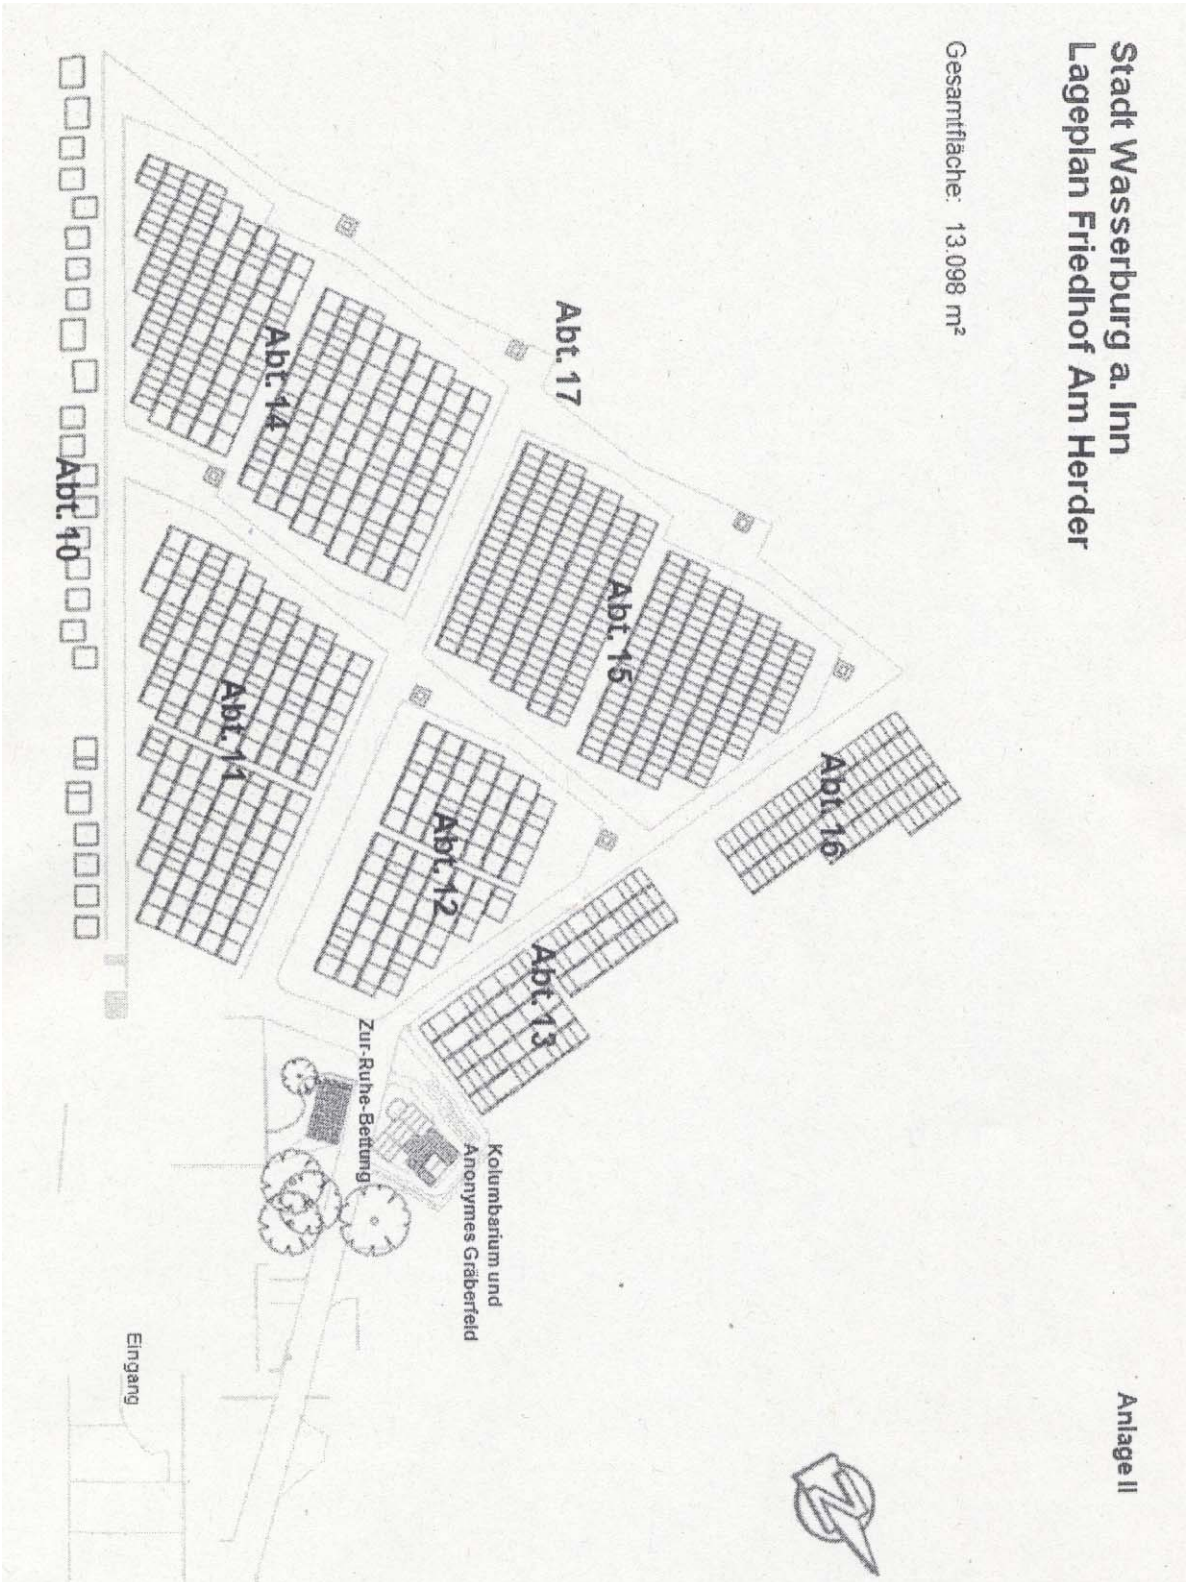 Stadt Wasserburg a. Inn
Lageplan Friedhof Am Herder
Anlage II
Gesamtfläche: 13.098 m²
Abt. 17
Abt. 16
Abt. 15
Abt. 14
Abt. 13
Abt. 12
Abt. 11
Abt. 10
Kolumbarium und
Anonymes Gräberfeld
Zur-Ruhe-Bettung
Eingang
N